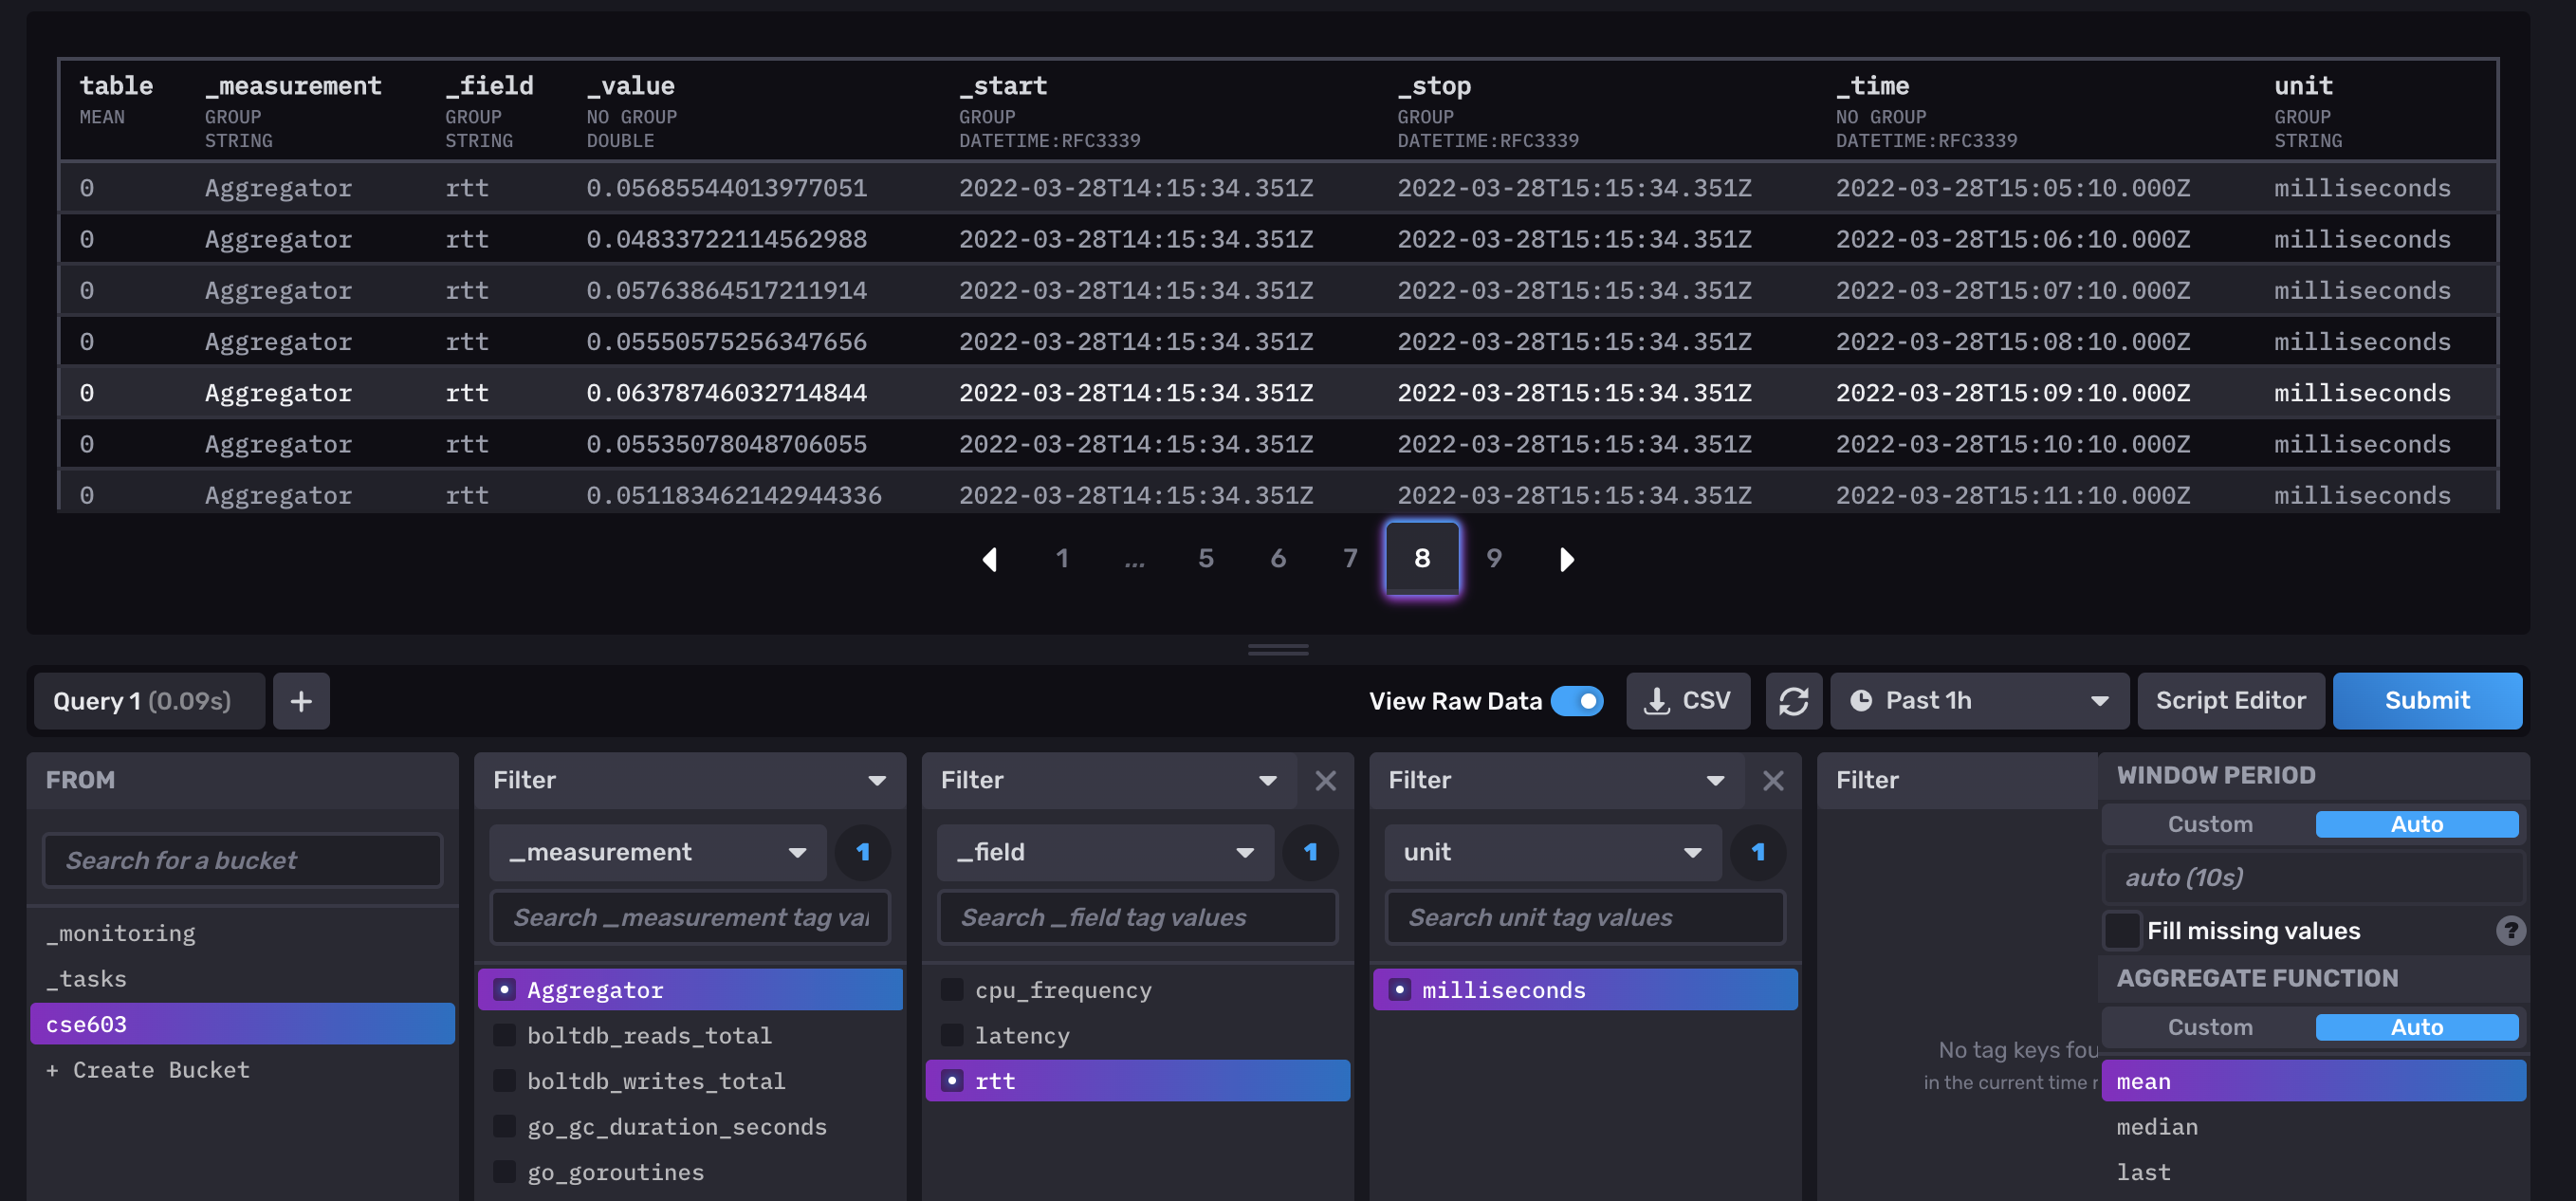 table _measurement _field _value _start _stop _time unit
MEAN GROUP GROUP NO GROUP GROUP GROUP NO GROUP GROUP
STRING STRING DOUBLE DATETIME:RFC3339 DATETIME:RFC3339 DATETIME:RFC3339 STRING
0 Aggregator rtt 0.05685544013977051 2022-03-28T14:15:34.351Z 2022-03-28T15:15:34.351Z 2022-03-28T15:05:10.000Z milliseconds
0 Aggregator rtt 0.04833722114562988 2022-03-28T14:15:34.351Z 2022-03-28T15:15:34.351Z 2022-03-28T15:06:10.000Z milliseconds
0 Aggregator rtt 0.05763864517211914 2022-03-28T14:15:34.351Z 2022-03-28T15:15:34.351Z 2022-03-28T15:07:10.000Z milliseconds
0 Aggregator rtt 0.05550575256347656 2022-03-28T14:15:34.351Z 2022-03-28T15:15:34.351Z 2022-03-28T15:08:10.000Z milliseconds
0 Aggregator rtt 0.06378746032714844 2022-03-28T14:15:34.351Z 2022-03-28T15:15:34.351Z 2022-03-28T15:09:10.000Z milliseconds
0 Aggregator rtt 0.05535078048706055 2022-03-28T14:15:34.351Z 2022-03-28T15:15:34.351Z 2022-03-28T15:10:10.000Z milliseconds
0 Aggregator rtt 0.051183462142944336 2022-03-28T14:15:34.351Z 2022-03-28T15:15:34.351Z 2022-03-28T15:11:10.000Z milliseconds
1 ... 5 6 7 8 9
Query 1 (0.09s) + View Raw Data CSV Past 1h Script Editor Submit
FROM
Search for a bucket
_monitoring
_tasks
cse603
+ Create Bucket
Filter
_measurement 1
Search _measurement tag val
Aggregator
boltdb_reads_total
boltdb_writes_total
go_gc_duration_seconds
go_goroutines
Filter
_field 1
Search _field tag values
cpu_frequency
latency
rtt
Filter
unit 1
Search unit tag values
milliseconds
Filter
No tag keys fou
in the current time r
WINDOW PERIOD
Custom Auto
auto (10s)
Fill missing values ?
AGGREGATE FUNCTION
Custom Auto
mean
median
last